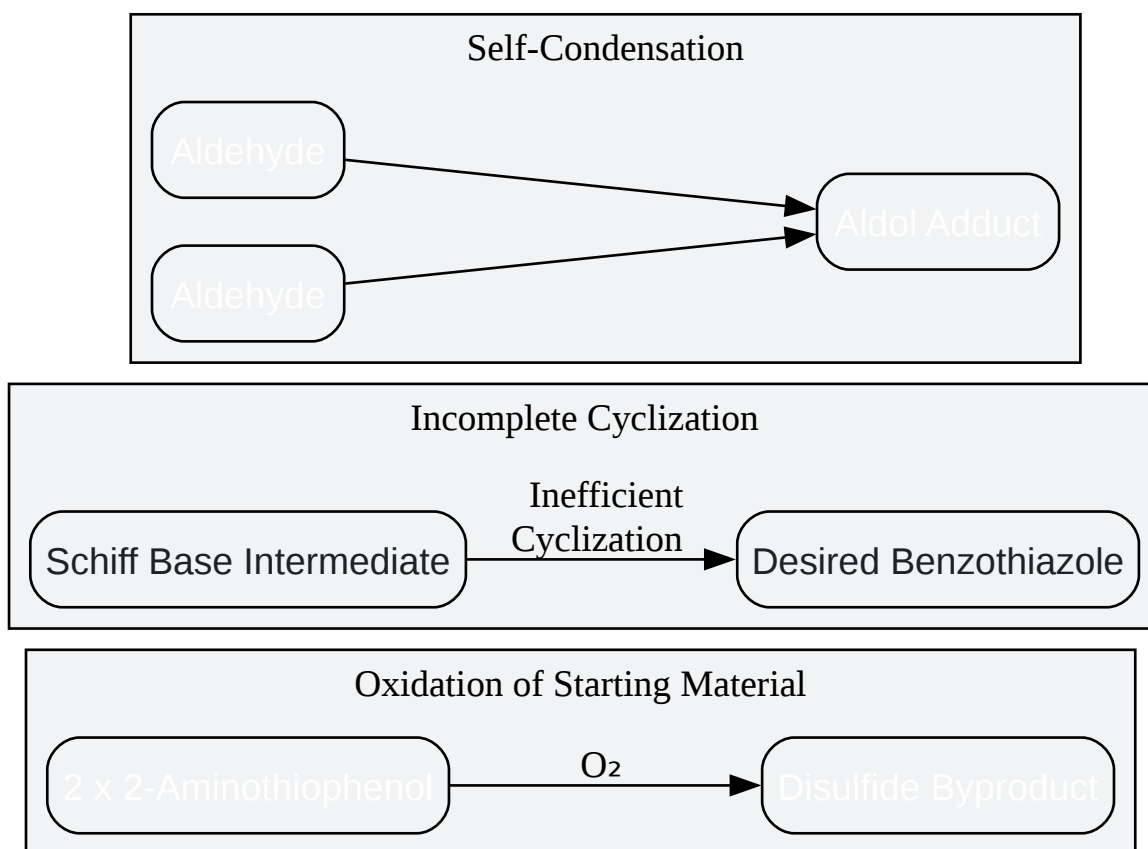 Self-Condensation
Aldehyde
Aldehyde
Aldol Adduct
Incomplete Cyclization
Schiff Base Intermediate
Inefficient
Cyclization
Desired Benzothiazole
Oxidation of Starting Material
2 x 2-Aminothiophenol
O₂
Disulfide Byproduct